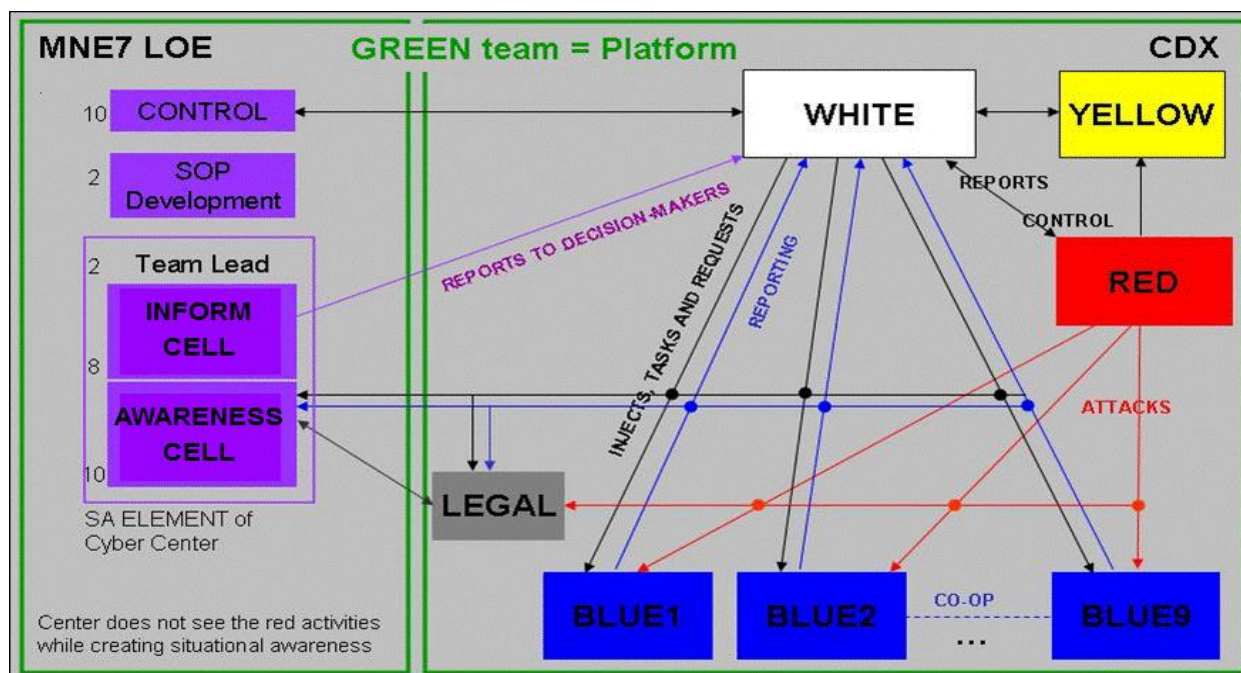 MNE7 LOE
GREEN team = Platform
CDX
10
CONTROL
WHITE
YELLOW
2
SOP
Development
REPORTS
CONTROL
REPORTS TO DECISION-MAKERS
INJECTS, TASKS AND REQUESTS
REPORTING
2
Team Lead
RED
INFORM
CELL
8
AWARENESS
CELL
10
ATTACKS
LEGAL
SA ELEMENT of
Cyber Center
BLUE1
BLUE2
CO-OP
...
BLUE9
Center does not see the red activities
while creating situational awareness